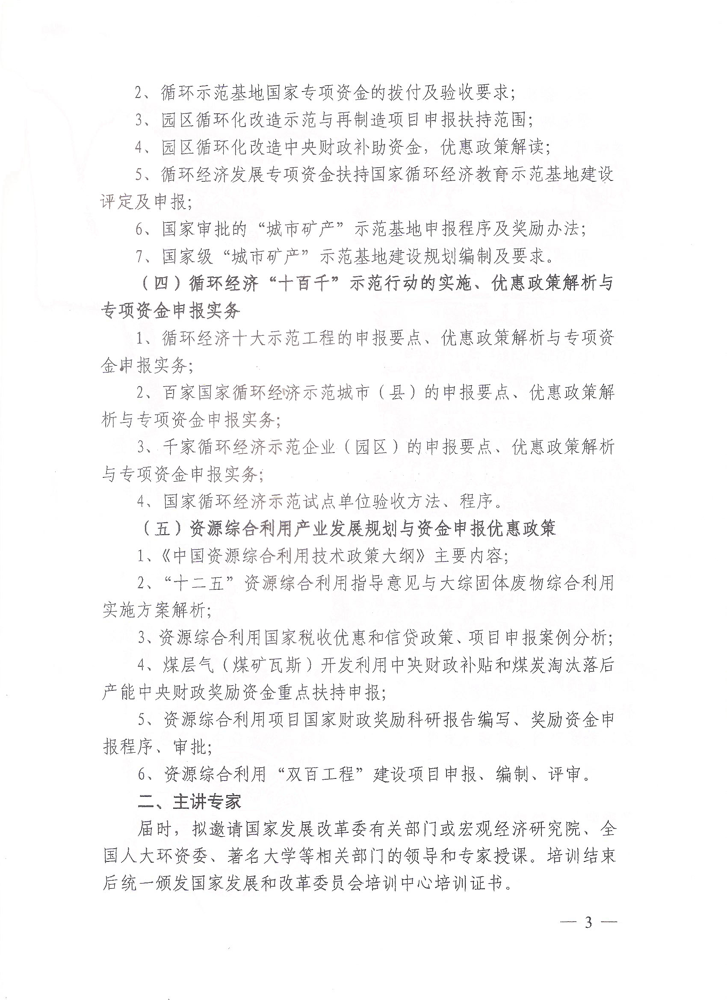 2、循环示范基地国家专项资金的拨付及验收要求；
3、园区循环化改造示范与再制造项目申报扶持范围；
4、园区循环化改造中央财政补助资金，优惠政策解读；
5、循环经济发展专项资金扶持国家循环经济教育示范基地建设
评定及申报；
6、国家审批的“城市矿产”示范基地申报程序及奖励办法；
7、国家级“城市矿产”示范基地建设规划编制及要求。
（四）循环经济“十百千”示范行动的实施、优惠政策解析与
专项资金申报实务
1、循环经济十大示范工程的申报要点、优惠政策解析与专项资
金申报实务；
2、百家国家循环经济示范城市（县）的申报要点、优惠政策解
析与专项资金申报实务；
3、千家循环经济示范企业（园区）的申报要点、优惠政策解析
与专项资金申报实务；
4、国家循环经济示范试点单位验收方法、程序。
（五）资源综合利用产业发展规划与资金申报优惠政策
1、《中国资源综合利用技术政策大纲》主要内容；
2、“十二五”资源综合利用指导意见与大综固体废物综合利用
实施方案解析；
3、资源综合利用国家税收优惠和信贷政策、项目申报案例分析；
4、煤层气（煤矿瓦斯）开发利用中央财政补贴和煤炭淘汰落后
产能中央财政奖励资金重点扶持申报；
5、资源综合利用项目国家财政奖励科研报告编写、奖励资金申
报程序、审批；
6、资源综合利用“双百工程”建设项目申报、编制、评审。
二、主讲专家
届时，拟邀请国家发展改革委有关部门或宏观经济研究院、全
国人大环资委、著名大学等相关部门的领导和专家授课。培训结束
后统一颁发国家发展和改革委员会培训中心培训证书。
— 3 —